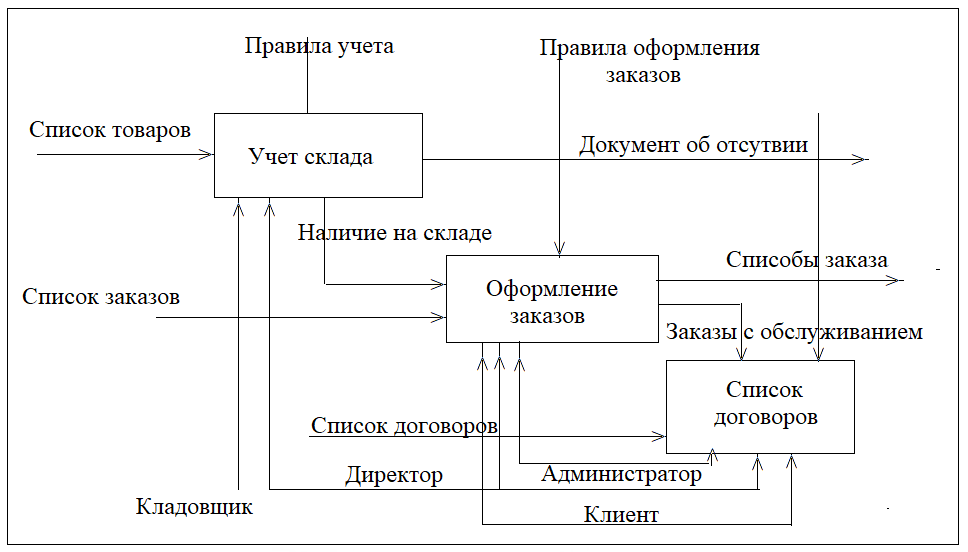 Правила учета
Правила оформления
заказов
Список товаров
Учет склада
Документ об отсутвии
Наличие на складе
Способы заказа
Список заказов
Оформление
заказов
Заказы с обслуживанием
Список
договоров
Список договоров
Директор
Администратор
Кладовщик
Клиент